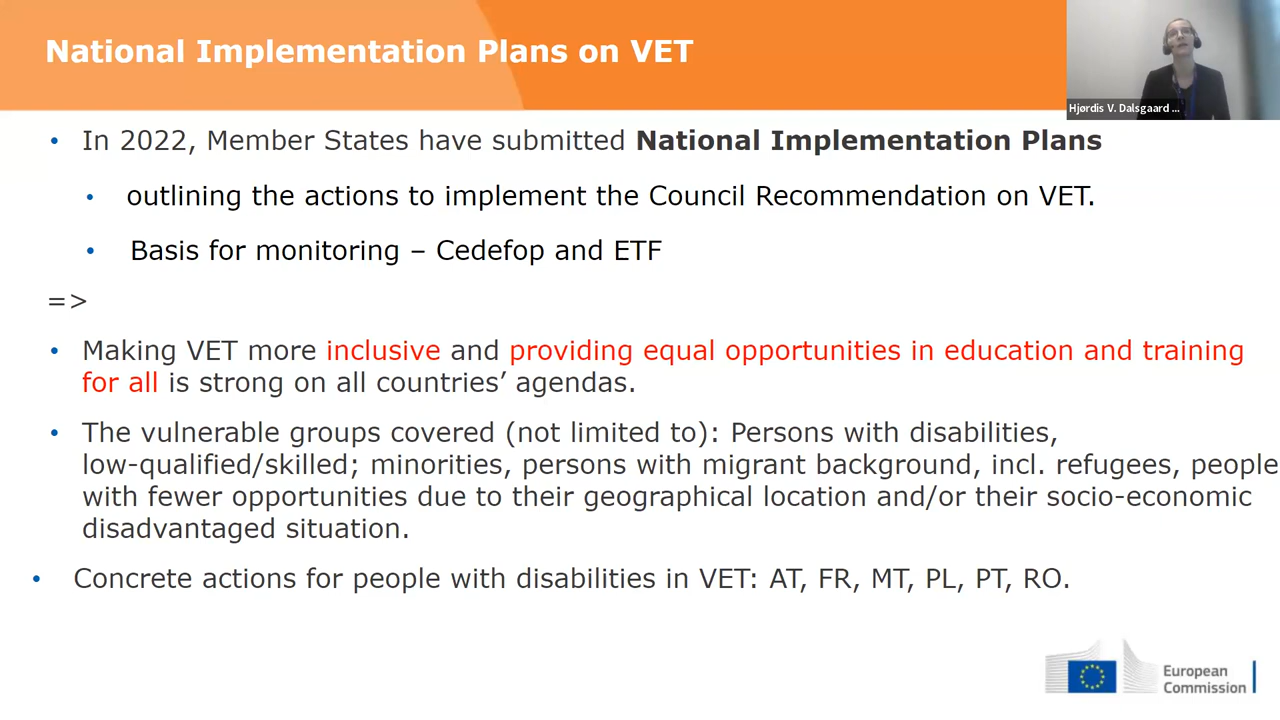 National Implementation Plans on VET
Hjørdis V. Dalsgaard ...
• In 2022, Member States have submitted National Implementation Plans
• outlining the actions to implement the Council Recommendation on VET.
• Basis for monitoring – Cedefop and ETF
=>
• Making VET more inclusive and providing equal opportunities in education and training
for all is strong on all countries’ agendas.
• The vulnerable groups covered (not limited to): Persons with disabilities,
low-qualified/skilled; minorities, persons with migrant background, incl. refugees, people
with fewer opportunities due to their geographical location and/or their socio-economic
disadvantaged situation.
• Concrete actions for people with disabilities in VET: AT, FR, MT, PL, PT, RO.
European
Commission